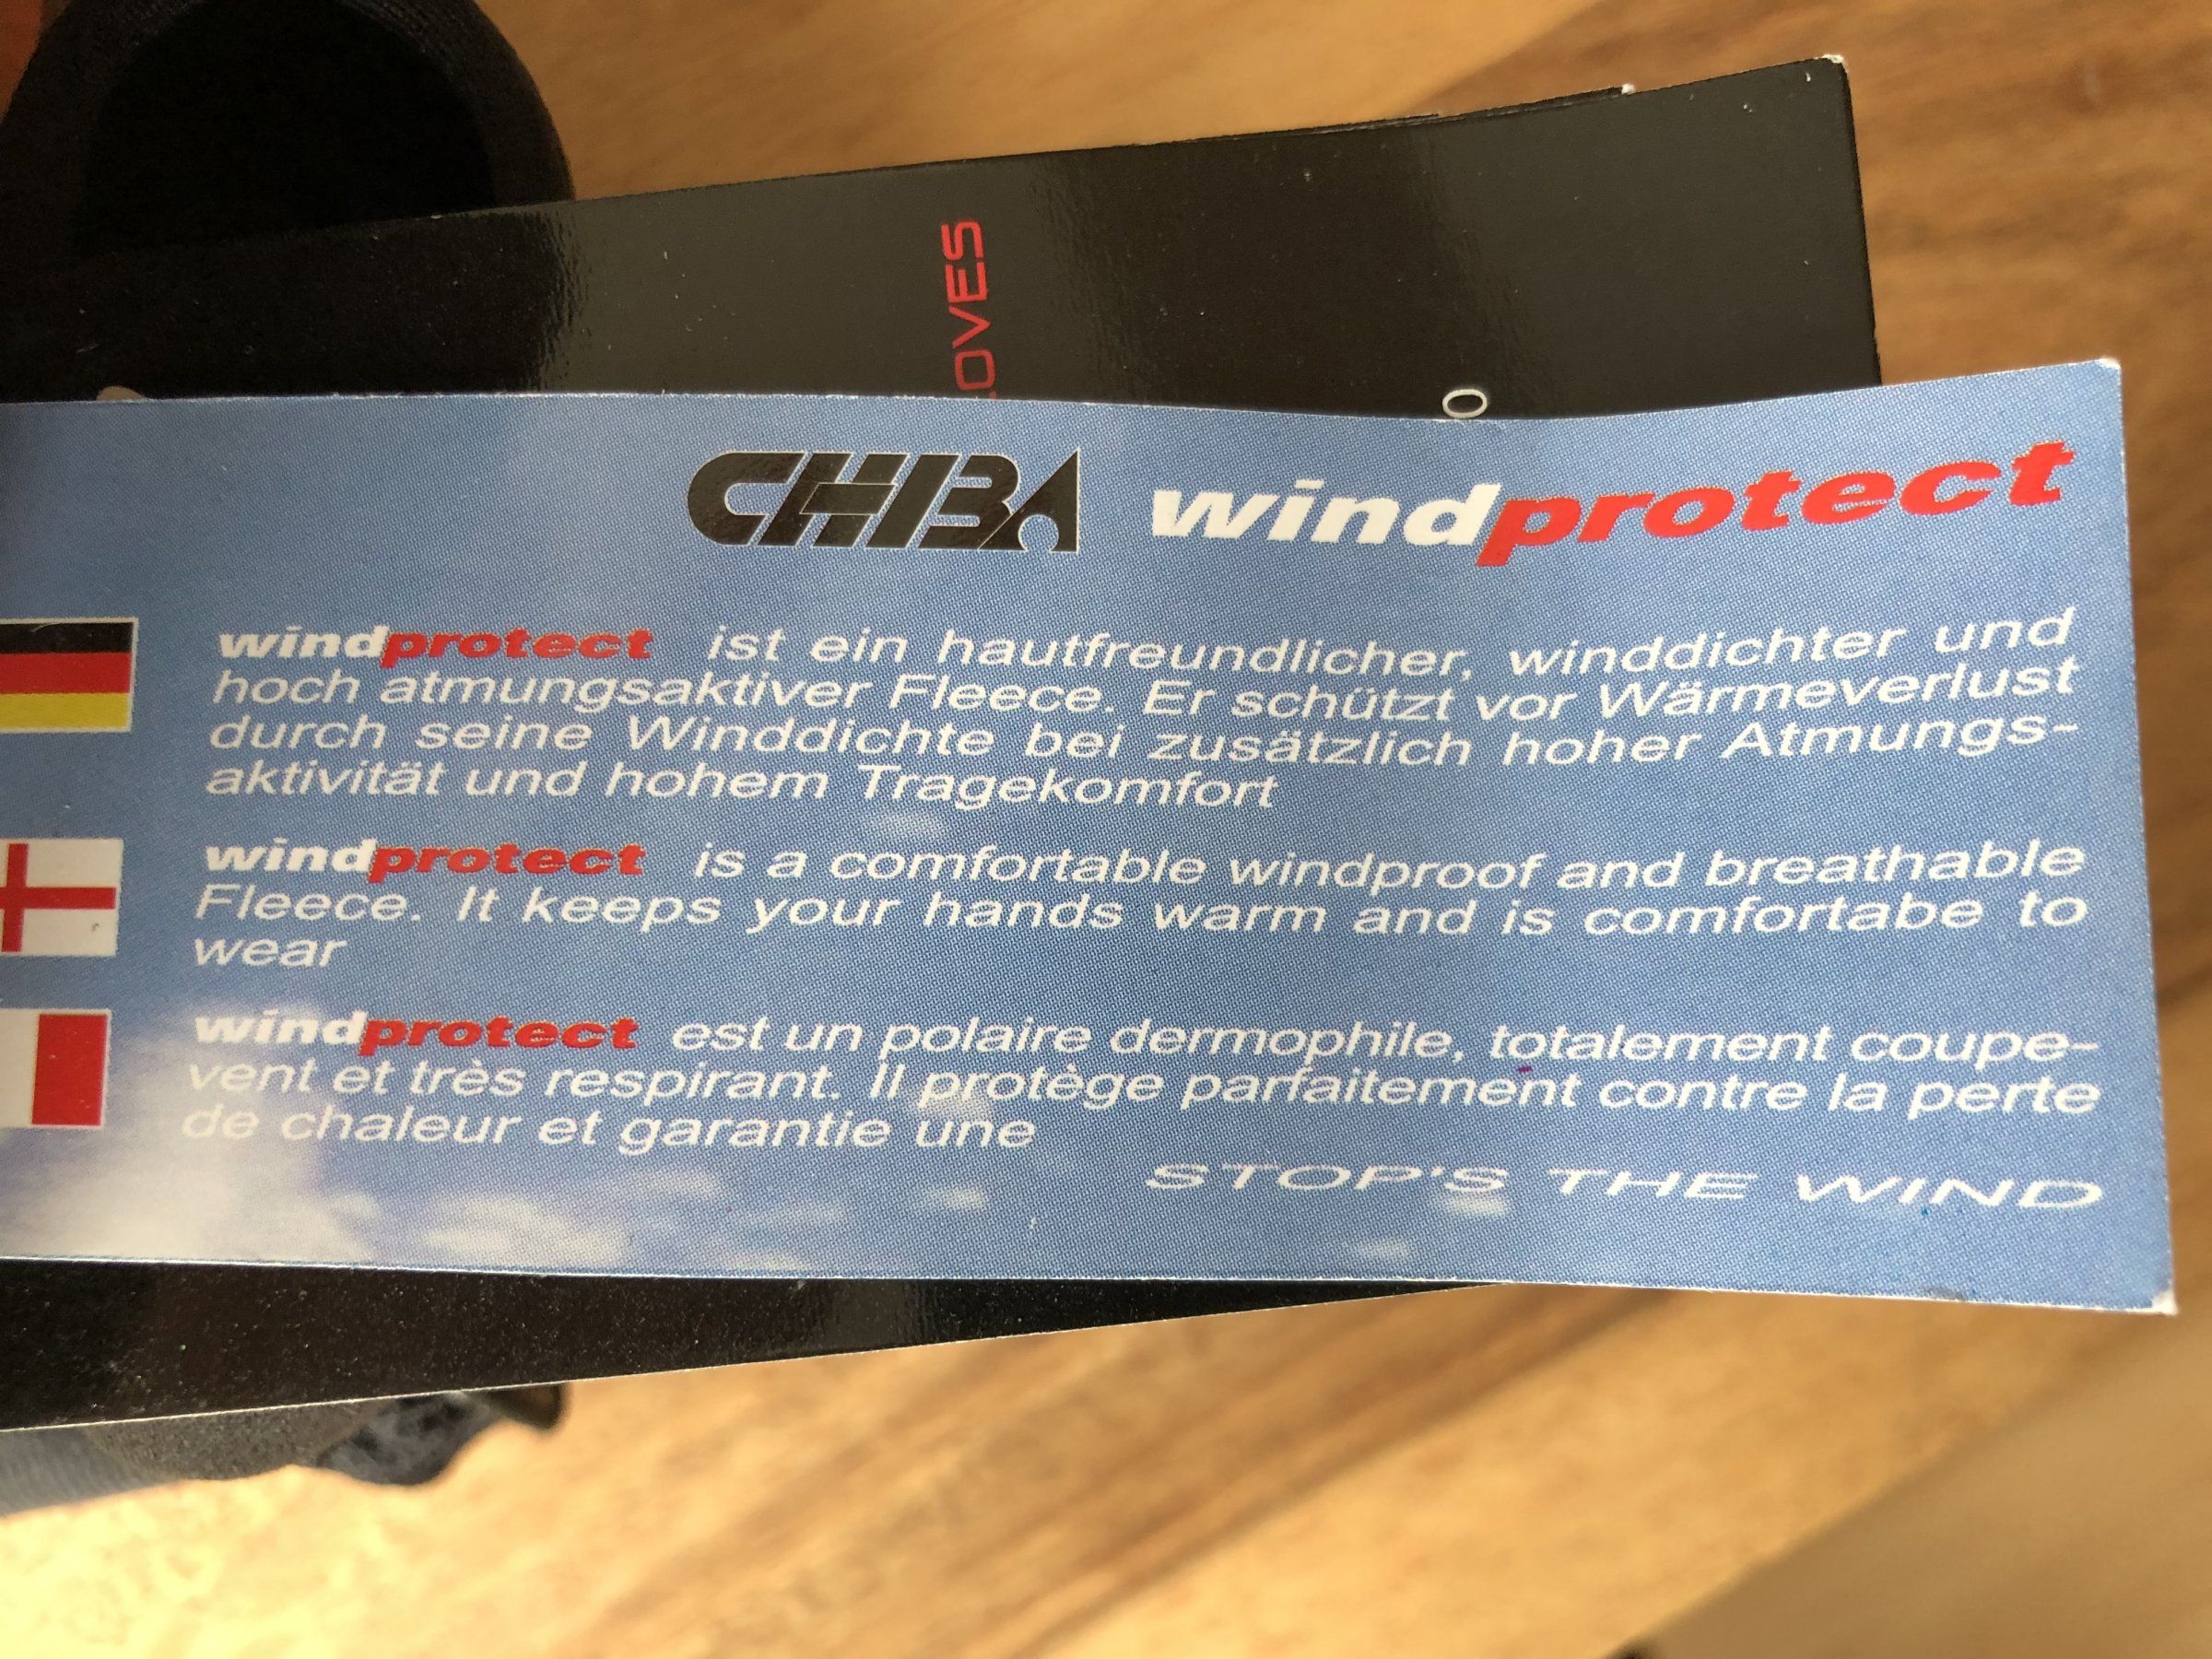 OVES
O
CHIBA windprotect
windprotect ist ein hautfreundlicher, winddichter und
hoch atmungsaktiver Fleece. Er schützt vor Wärmeverlust
durch seine Winddichte bei zusätzlich hoher Atmungs-
aktivität und hohem Tragekomfort
windprotect is a comfortable windproof and breathable
Fleece. It keeps your hands warm and is comfortabe to
wear
windprotect est un polaire dermophile, totalement coupe-
vent et très respirant. Il protège parfaitement contre la perte
de chaleur et garantie une
STOP'S THE WIND